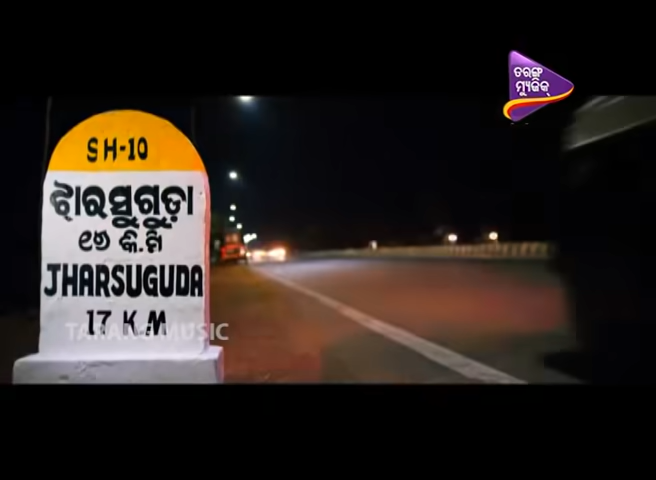 ତରଙ୍ଗ
ମ୍ୟୁଜିକ୍
SH-10
ଝାରସୁଗୁଡ଼ା
୧୭ କି.ମି
JHARSUGUDA
17 KM
TARANG MUSIC